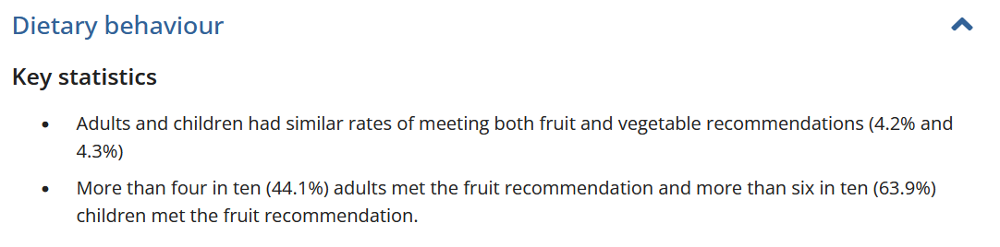 Dietary behaviour
Key statistics
• Adults and children had similar rates of meeting both fruit and vegetable recommendations (4.2% and
4.3%)
• More than four in ten (44.1%) adults met the fruit recommendation and more than six in ten (63.9%)
children met the fruit recommendation.